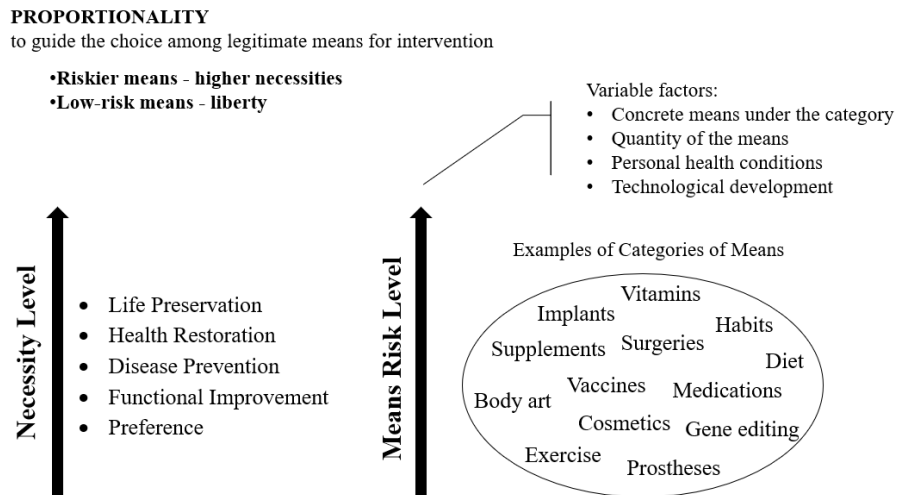 PROPORTIONALITY
to guide the choice among legitimate means for intervention
•Riskier means - higher necessities
•Low-risk means - liberty
Variable factors:
• Concrete means under the category
• Quantity of the means
• Personal health conditions
• Technological development
Necessity Level
• Life Preservation
• Health Restoration
• Disease Prevention
• Functional Improvement
• Preference
Means Risk Level
Examples of Categories of Means
Vitamins
Implants
Habits
Supplements
Surgeries
Diet
Vaccines
Medications
Body art
Cosmetics
Gene editing
Exercise
Prostheses